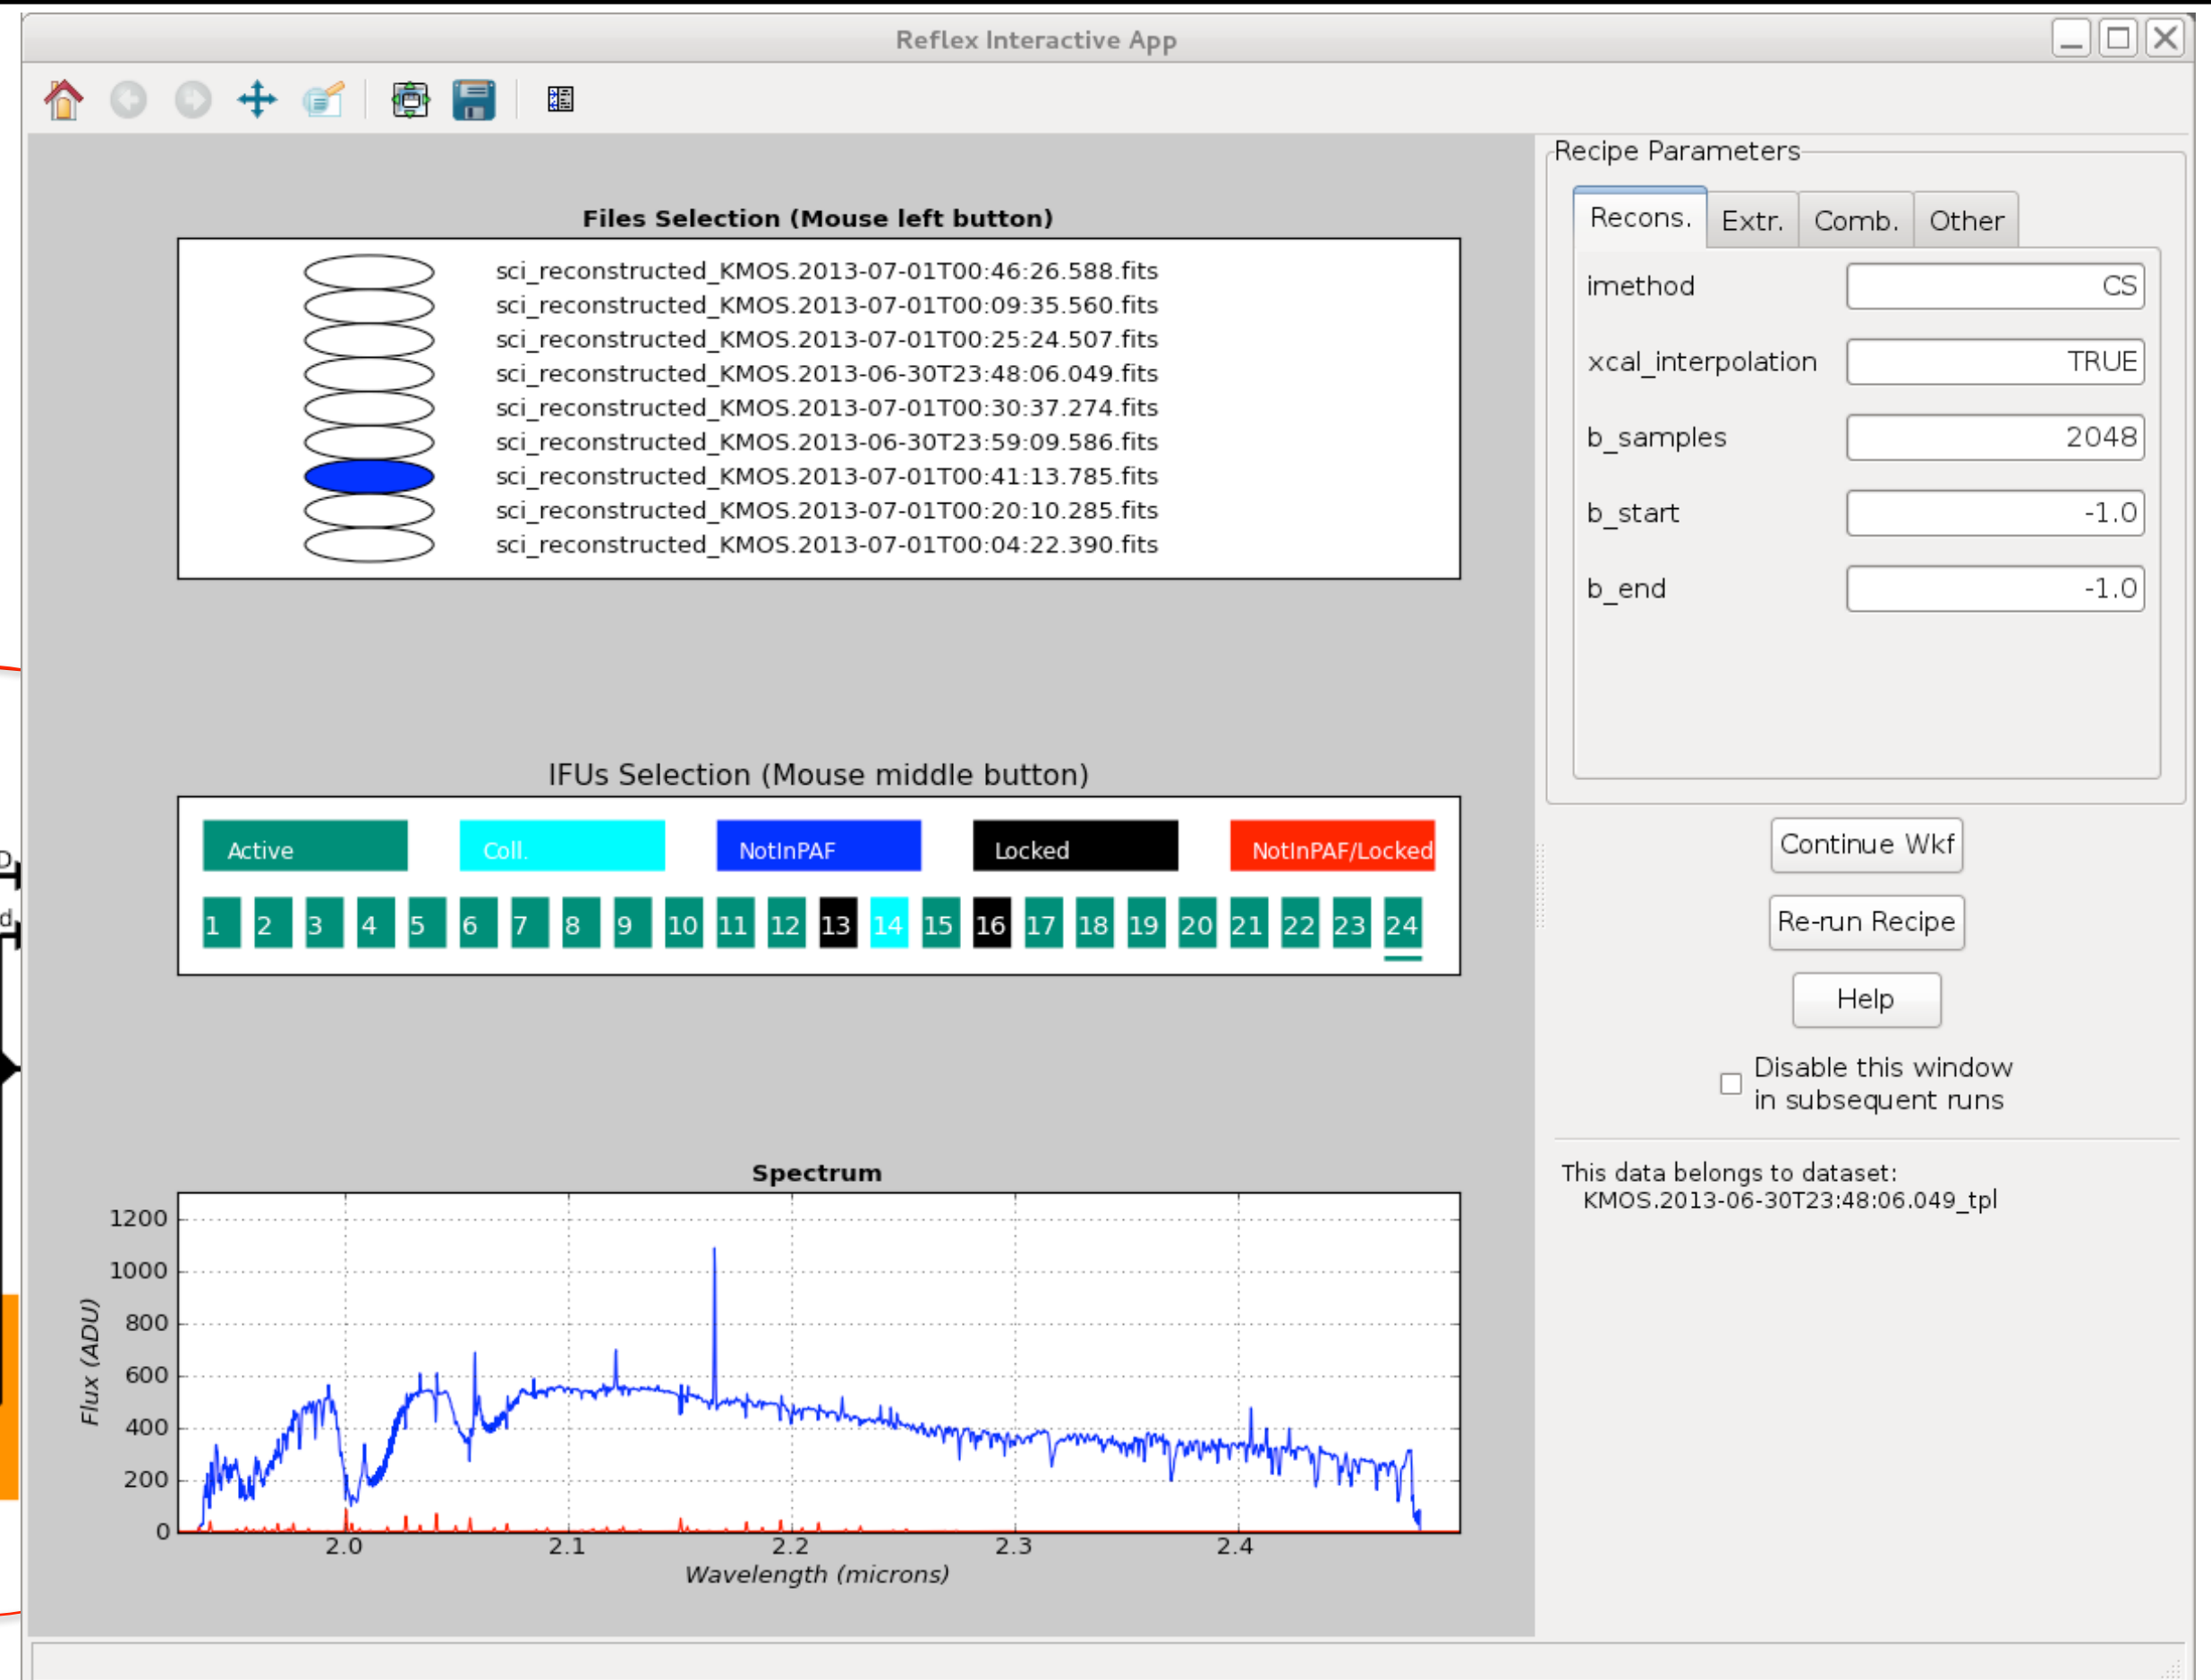 Reflex Interactive App
Files Selection (Mouse left button)
sci_reconstructed_KMOS.2013-07-01T00:46:26.588.fits
sci_reconstructed_KMOS.2013-07-01T00:09:35.560.fits
sci_reconstructed_KMOS.2013-07-01T00:25:24.507.fits
sci_reconstructed_KMOS.2013-06-30T23:48:06.049.fits
sci_reconstructed_KMOS.2013-07-01T00:30:37.274.fits
sci_reconstructed_KMOS.2013-06-30T23:59:09.586.fits
sci_reconstructed_KMOS.2013-07-01T00:41:13.785.fits
sci_reconstructed_KMOS.2013-07-01T00:20:10.285.fits
sci_reconstructed_KMOS.2013-07-01T00:04:22.390.fits
IFUs Selection (Mouse middle button)
Active Coll. NotInPAF Locked NotInPAF/Locked
1 2 3 4 5 6 7 8 9 10 11 12 13 14 15 16 17 18 19 20 21 22 23 24
Spectrum
1200
1000
800
600
400
200
0
Flux (ADU)
2.0 2.1 2.2 2.3 2.4
Wavelength (microns)
Recipe Parameters
Recons. Extr. Comb. Other
imethod CS
xcal_interpolation TRUE
b_samples 2048
b_start -1.0
b_end -1.0
Continue Wkf
Re-run Recipe
Help
Disable this window
in subsequent runs
This data belongs to dataset:
KMOS.2013-06-30T23:48:06.049_tpl